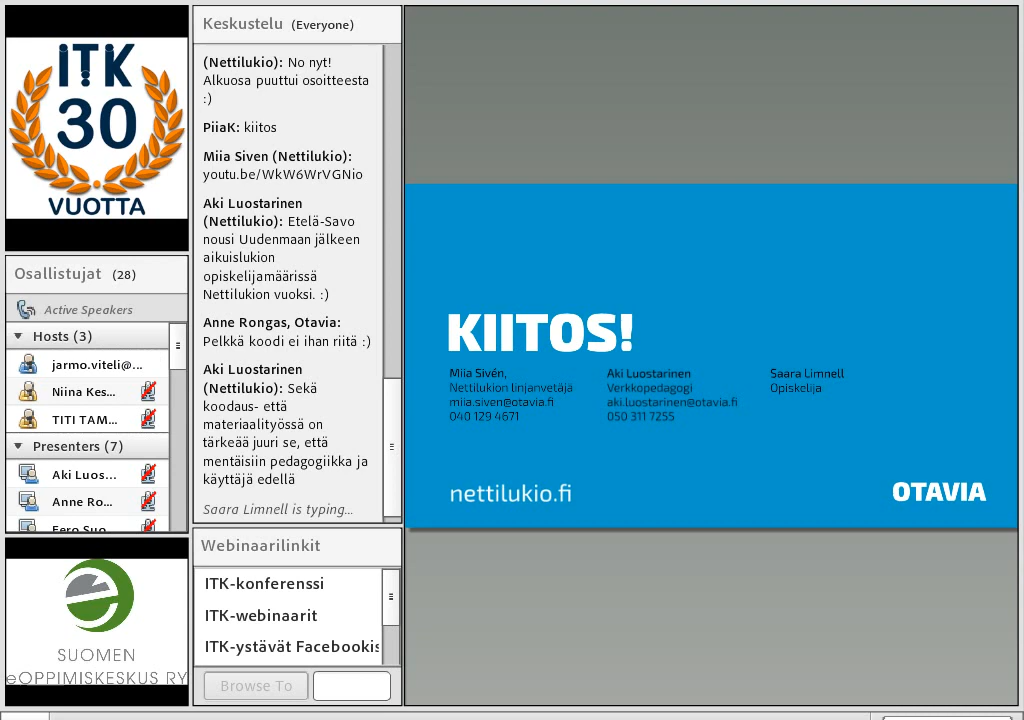 ITK
30
VUOTTA
Osallistujat (28)
Active Speakers
Hosts (3)
jarmo.viteli@...
Niina Kes...
TITI TAM...
Presenters (7)
Aki Luos...
Anne Ro...
Eero Suo
SUOMEN
eOPPIMISKESKUS RY
Keskustelu (Everyone)
(Nettilukio): No nyt!
Alkuosa puuttui osoitteesta
:)
PiiaK: kiitos
Miia Siven (Nettilukio):
youtu.be/WkW6WrVGNio
Aki Luostarinen
(Nettilukio): Etelä-Savo
nousi Uudenmaan jälkeen
aikuislukion
opiskelijamäärissä
Nettilukion vuoksi. :)
Anne Rongas, Otavia:
Pelkkä koodi ei ihan riitä :)
Aki Luostarinen
(Nettilukio): Sekä
koodaus- että
materiaalityössä on
tärkeää juuri se, että
mentäisiin pedagogiikka ja
käyttäjä edellä
Saara Limnell is typing...
Webinaarilinkit
ITK-konferenssi
ITK-webinaarit
ITK-ystävät Facebookis
Browse To
KIITOS!
Miia Sivén,
Nettilukion linjanvetäjä
miia.siven@otavia.fi
040 129 4671
Aki Luostarinen
Verkkopedagogi
aki.luostarinen@otavia.fi
050 311 7255
Saara Limnell
Opiskelija
nettilukio.fi
OTAVIA